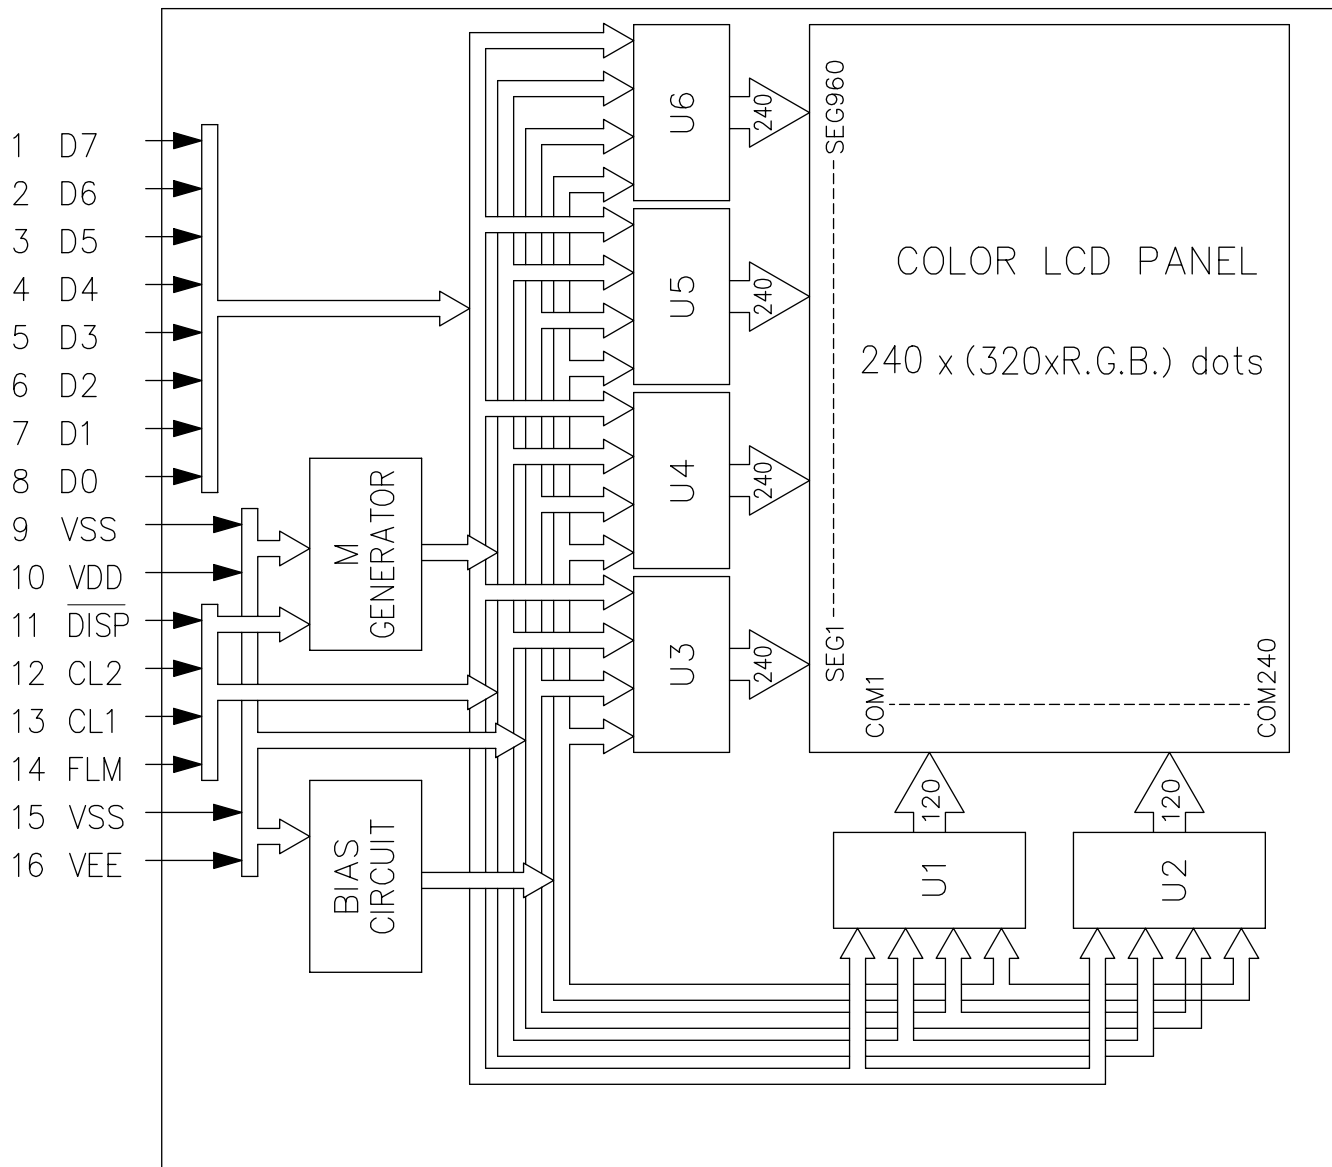 1 D7
2 D6
3 D5
4 D4
5 D3
6 D2
7 D1
8 D0
9 VSS
10 VDD
11 DISP
12 CL2
13 CL1
14 FLM
15 VSS
16 VEE
M
GENERATOR
BIAS
CIRCUIT
U6
240
U5
240
U4
240
U3
240
SEG960
SEG1
COLOR LCD PANEL
240 x (320xR.G.B.) dots
COM1
COM240
120
120
U1
U2